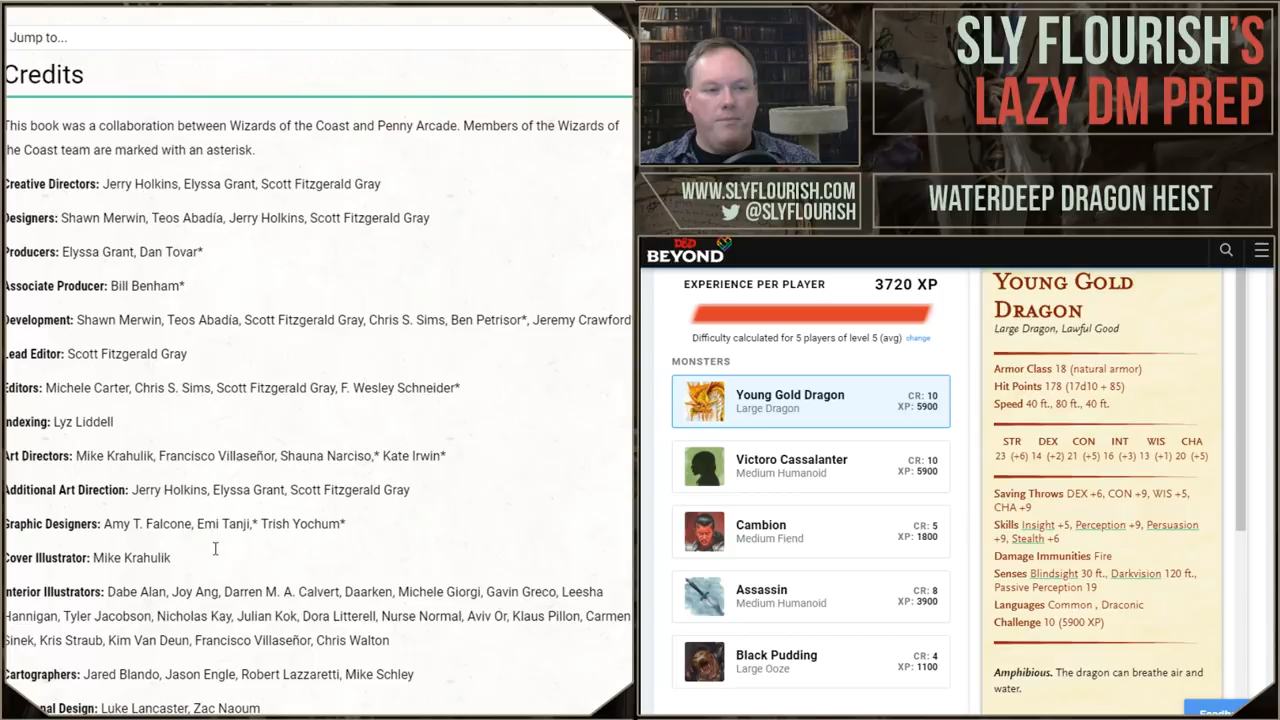 Jump to...
Credits
This book was a collaboration between Wizards of the Coast and Penny Arcade. Members of the Wizards of
the Coast team are marked with an asterisk.
Creative Directors: Jerry Holkins, Elyssa Grant, Scott Fitzgerald Gray
Designers: Shawn Merwin, Teos Abadía, Jerry Holkins, Scott Fitzgerald Gray
Producers: Elyssa Grant, Dan Tovar*
Associate Producer: Bill Benham*
Development: Shawn Merwin, Teos Abadía, Scott Fitzgerald Gray, Chris S. Sims, Ben Petrisor*, Jeremy Crawford
Lead Editor: Scott Fitzgerald Gray
Editors: Michele Carter, Chris S. Sims, Scott Fitzgerald Gray, F. Wesley Schneider*
Indexing: Lyz Liddell
Art Directors: Mike Krahulik, Francisco Villaseñor, Shauna Narciso,* Kate Irwin*
Additional Art Direction: Jerry Holkins, Elyssa Grant, Scott Fitzgerald Gray
Graphic Designers: Amy T. Falcone, Emi Tanji,* Trish Yochum*
Cover Illustrator: Mike Krahulik
Interior Illustrators: Dabe Alan, Joy Ang, Darren M. A. Calvert, Daarken, Michele Giorgi, Gavin Greco, Leesha
Hannigan, Tyler Jacobson, Nicholas Kay, Julian Kok, Dora Litterell, Nurse Normal, Aviv Or, Klaus Pillon, Carmen
Sinek, Kris Straub, Kim Van Deun, Francisco Villaseñor, Chris Walton
Cartographers: Jared Blando, Jason Engle, Robert Lazzaretti, Mike Schley
nal Design: Luke Lancaster, Zac Naoum
SLY FLOURISH'S
LAZY DM PREP
WWW.SLYFLOURISH.COM
@SLYFLOURISH
WATERDEEP DRAGON HEIST
D&D
BEYOND
EXPERIENCE PER PLAYER 3720 XP
Difficulty calculated for 5 players of level 5 (avg) change
MONSTERS
Young Gold Dragon CR: 10
Large Dragon XP: 5900
Victoro Cassalanter CR: 10
Medium Humanoid XP: 5900
Cambion CR: 5
Medium Fiend XP: 1800
Assassin CR: 8
Medium Humanoid XP: 3900
Black Pudding CR: 4
Large Ooze XP: 1100
Young Gold
Dragon
Large Dragon, Lawful Good
Armor Class 18 (natural armor)
Hit Points 178 (17d10 + 85)
Speed 40 ft., 80 ft., 40 ft.
STR DEX CON INT WIS CHA
23 (+6) 14 (+2) 21 (+5) 16 (+3) 13 (+1) 20 (+5)
Saving Throws DEX +6, CON +9, WIS +5,
CHA +9
Skills Insight +5, Perception +9, Persuasion
+9, Stealth +6
Damage Immunities Fire
Senses Blindsight 30 ft., Darkvision 120 ft.,
Passive Perception 19
Languages Common , Draconic
Challenge 10 (5900 XP)
Amphibious. The dragon can breathe air and
water.